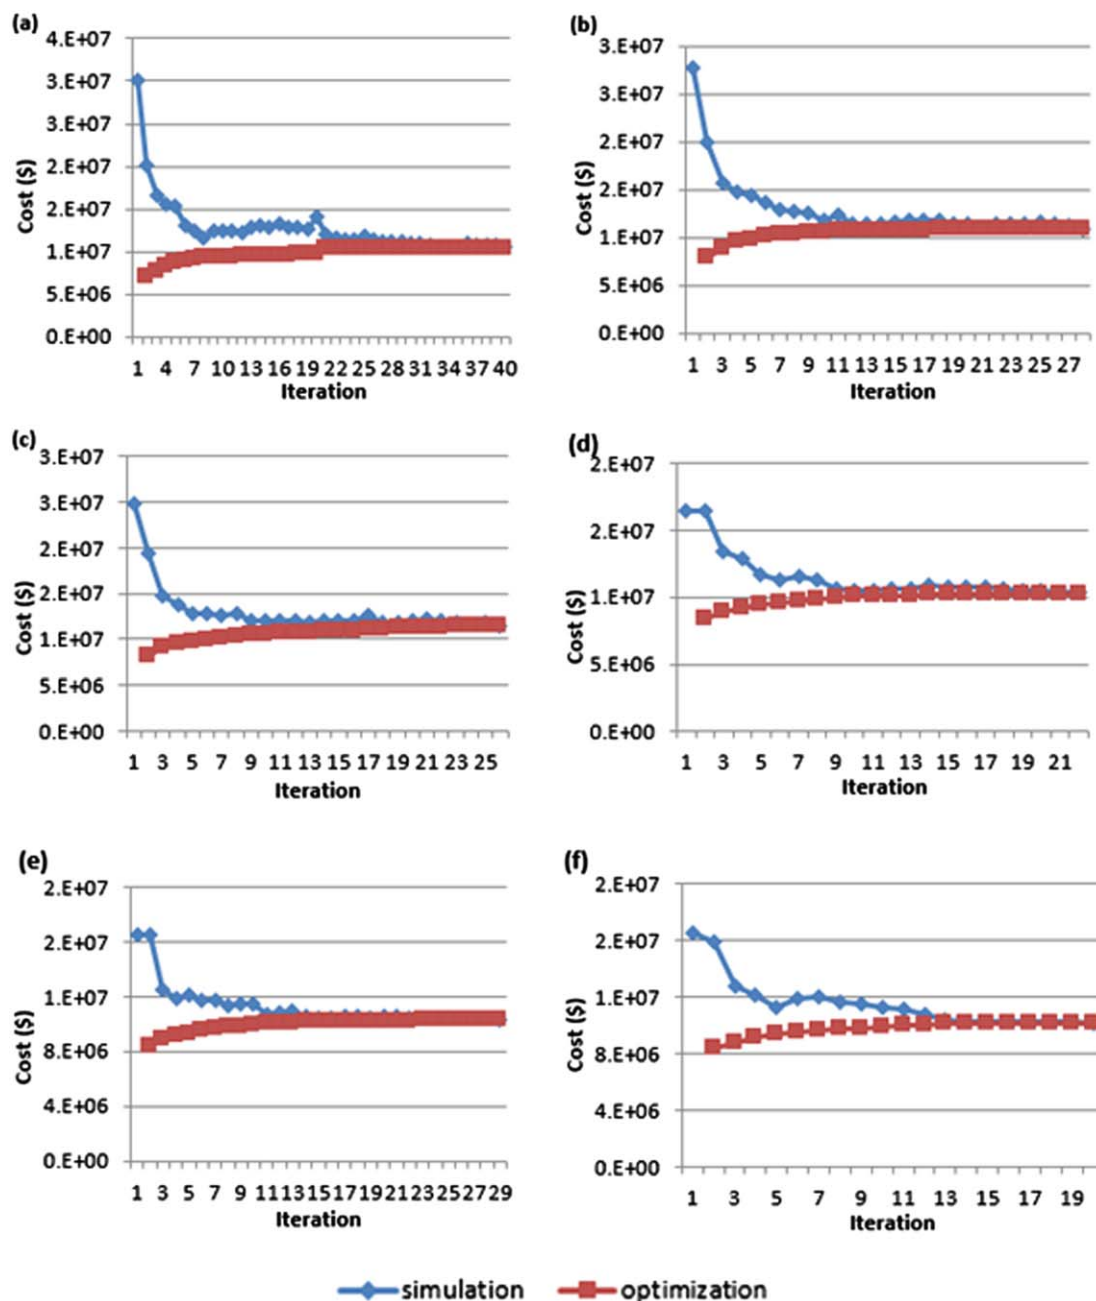 (a)
4.E+07
3.E+07
3.E+07
2.E+07
2.E+07
1.E+07
5.E+06
0.E+00
Cost ($)
1 4 7 10 13 16 19 22 25 28 31 34 37 40
Iteration
(b)
3.E+07
3.E+07
2.E+07
2.E+07
1.E+07
5.E+06
0.E+00
Cost ($)
1 3 5 7 9 11 13 15 17 19 21 23 25 27
Iteration
(c)
3.E+07
3.E+07
2.E+07
2.E+07
1.E+07
5.E+06
0.E+00
Cost ($)
1 3 5 7 9 11 13 15 17 19 21 23 25
Iteration
(d)
2.E+07
2.E+07
1.E+07
5.E+06
0.E+00
Cost ($)
1 3 5 7 9 11 13 15 17 19 21
Iteration
(e)
2.E+07
2.E+07
1.E+07
8.E+06
4.E+06
0.E+00
Cost ($)
1 3 5 7 9 11 13 15 17 19 21 23 25 27 29
Iteration
(f)
2.E+07
2.E+07
1.E+07
8.E+06
4.E+06
0.E+00
Cost ($)
1 3 5 7 9 11 13 15 17 19
Iteration
simulation optimization